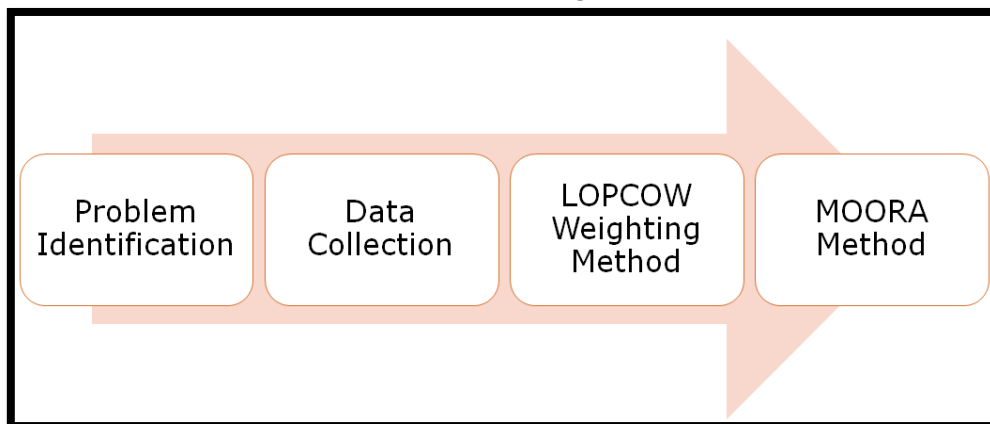 Problem
Identification
Data
Collection
LOPCOW
Weighting
Method
MOORA
Method